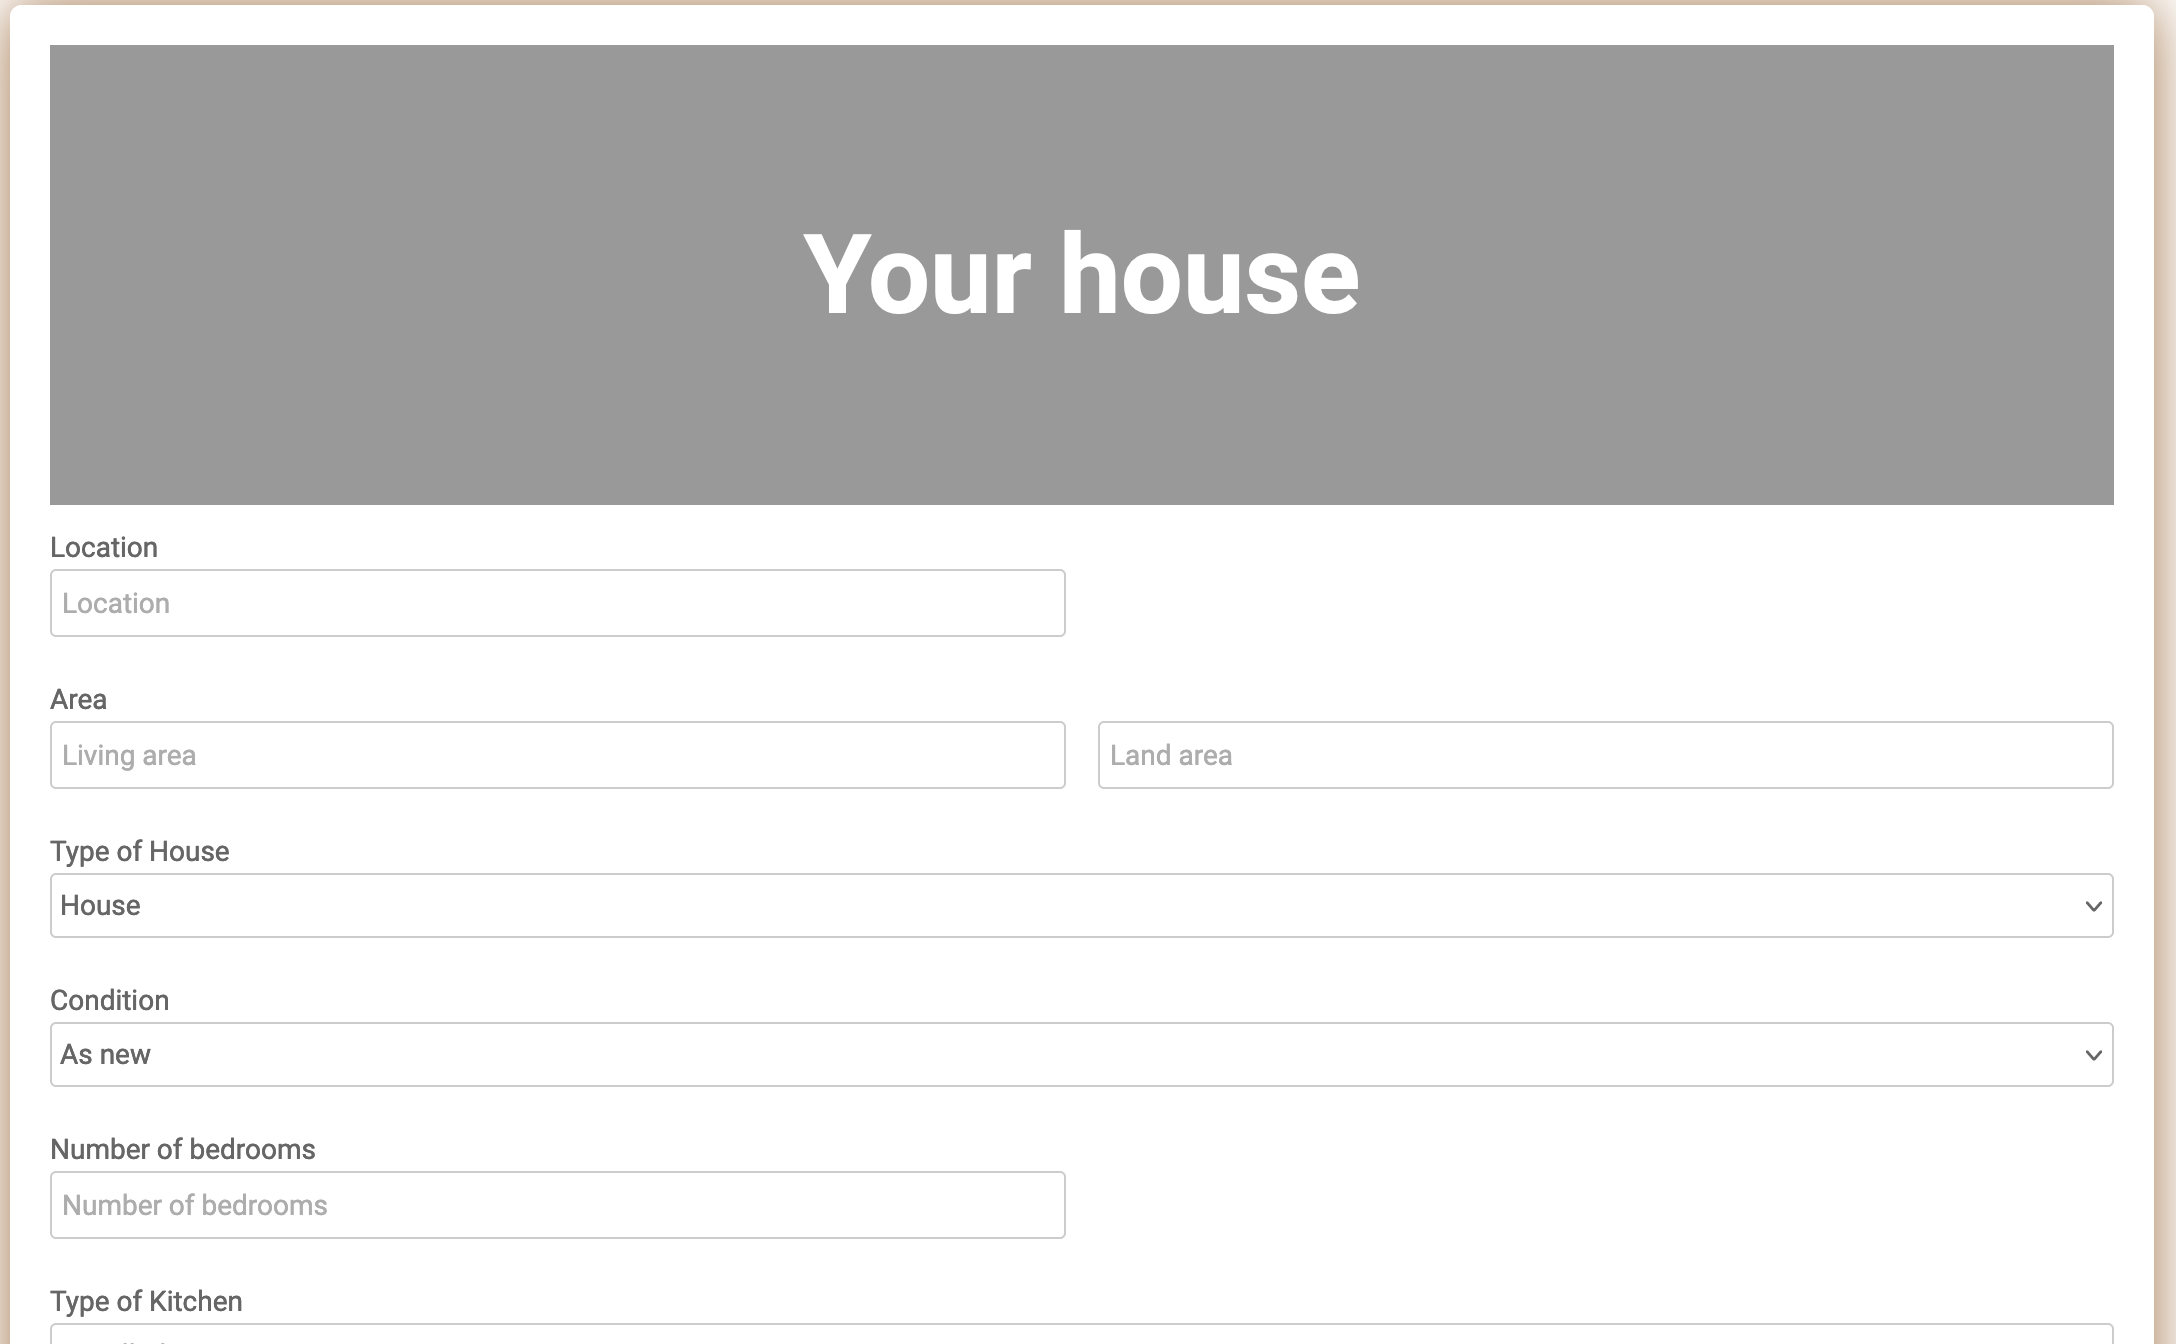 Your house
Location
Location
Area
Living area
Land area
Type of House
House
Condition
As new
Number of bedrooms
Number of bedrooms
Type of Kitchen